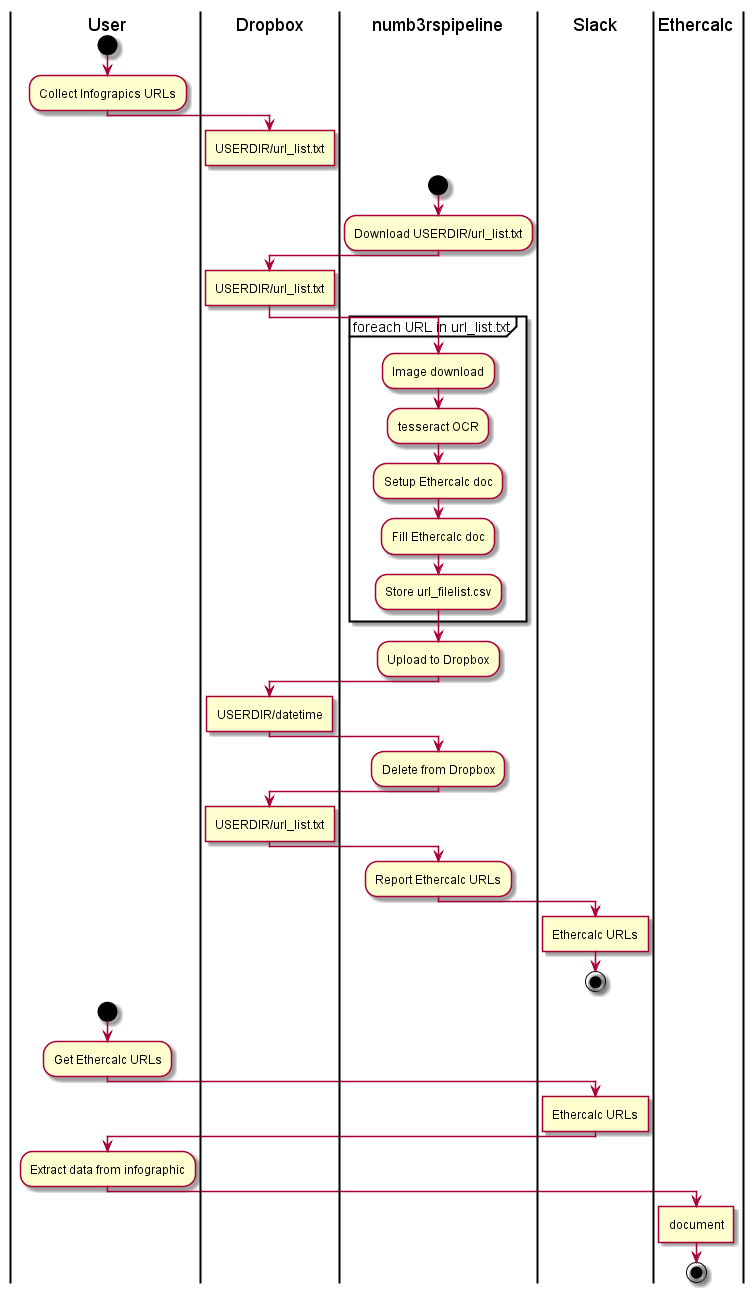 User
Dropbox
numb3rspipeline
Slack
Ethercalc
Collect Infograpics URLs
USERDIR/url_list.txt
Download USERDIR/url_list.txt
USERDIR/url_list.txt
foreach URL in url_list.txt
Image download
tesseract OCR
Setup Ethercalc doc
Fill Ethercalc doc
Store url_filelist.csv
Upload to Dropbox
USERDIR/datetime
Delete from Dropbox
USERDIR/url_list.txt
Report Ethercalc URLs
Ethercalc URLs
Get Ethercalc URLs
Ethercalc URLs
Extract data from infographic
document